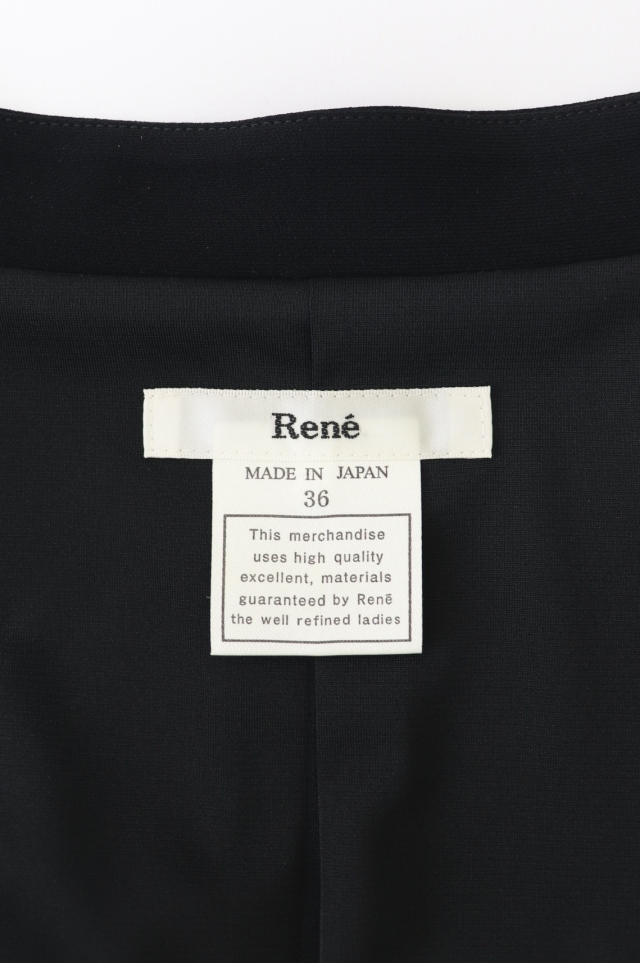 René
MADE IN JAPAN
36
This merchandise
uses high quality
excellent, materials
guaranteed by René
the well refined ladies